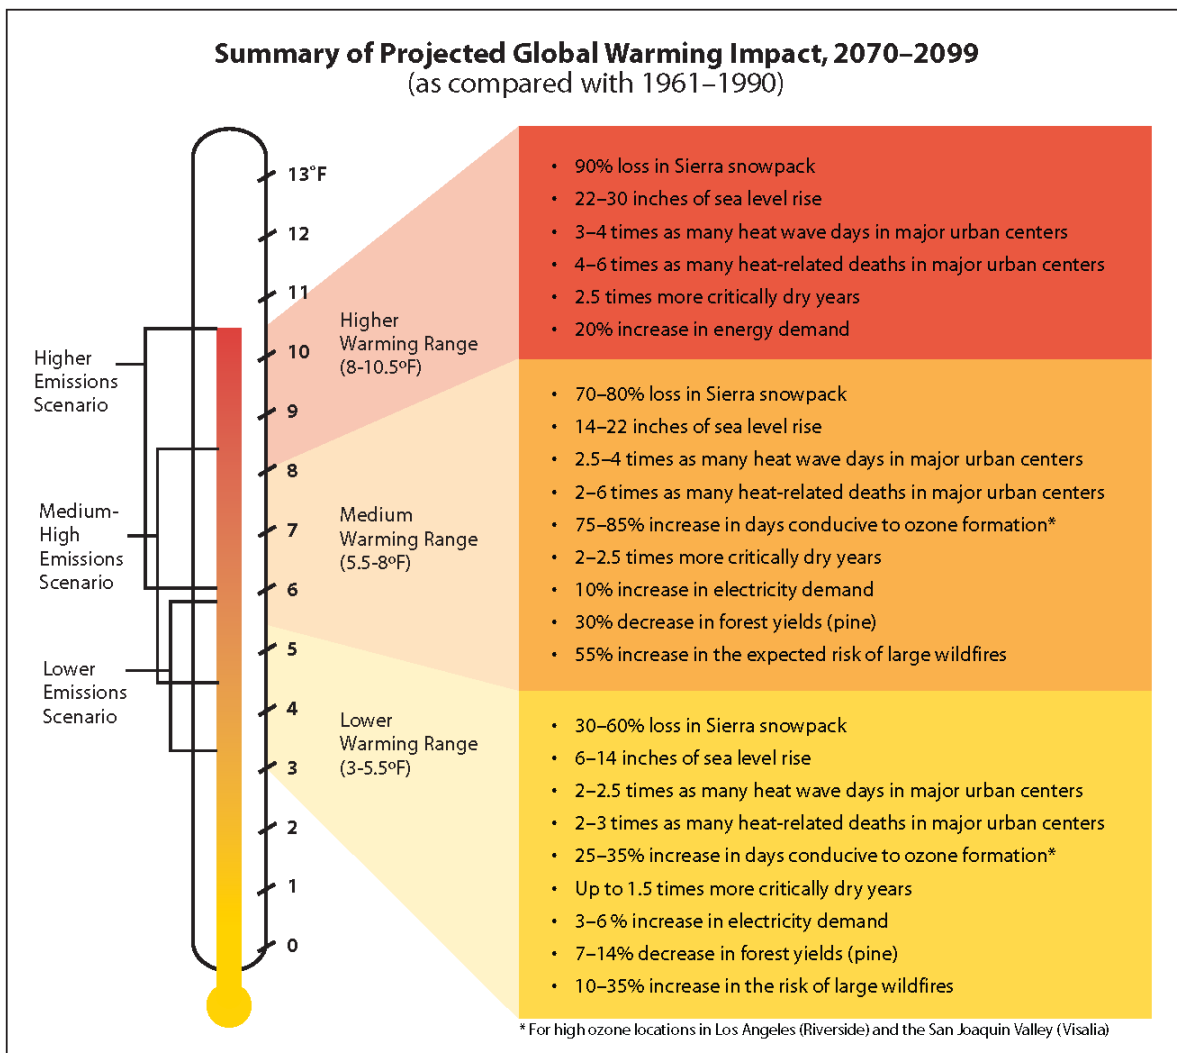 Summary of Projected Global Warming Impact, 2070–2099
(as compared with 1961–1990)
13°F
12
11
10
9
8
7
6
5
4
3
2
1
0
Higher
Emissions
Scenario
Medium-
High
Emissions
Scenario
Lower
Emissions
Scenario
Higher
Warming Range
(8-10.5ºF)
Medium
Warming Range
(5.5-8ºF)
Lower
Warming Range
(3-5.5ºF)
• 90% loss in Sierra snowpack
• 22–30 inches of sea level rise
• 3–4 times as many heat wave days in major urban centers
• 4–6 times as many heat-related deaths in major urban centers
• 2.5 times more critically dry years
• 20% increase in energy demand
• 70–80% loss in Sierra snowpack
• 14–22 inches of sea level rise
• 2.5–4 times as many heat wave days in major urban centers
• 2–6 times as many heat-related deaths in major urban centers
• 75–85% increase in days conducive to ozone formation*
• 2–2.5 times more critically dry years
• 10% increase in electricity demand
• 30% decrease in forest yields (pine)
• 55% increase in the expected risk of large wildfires
• 30–60% loss in Sierra snowpack
• 6–14 inches of sea level rise
• 2–2.5 times as many heat wave days in major urban centers
• 2–3 times as many heat-related deaths in major urban centers
• 25–35% increase in days conducive to ozone formation*
• Up to 1.5 times more critically dry years
• 3–6 % increase in electricity demand
• 7–14% decrease in forest yields (pine)
• 10–35% increase in the risk of large wildfires
* For high ozone locations in Los Angeles (Riverside) and the San Joaquin Valley (Visalia)